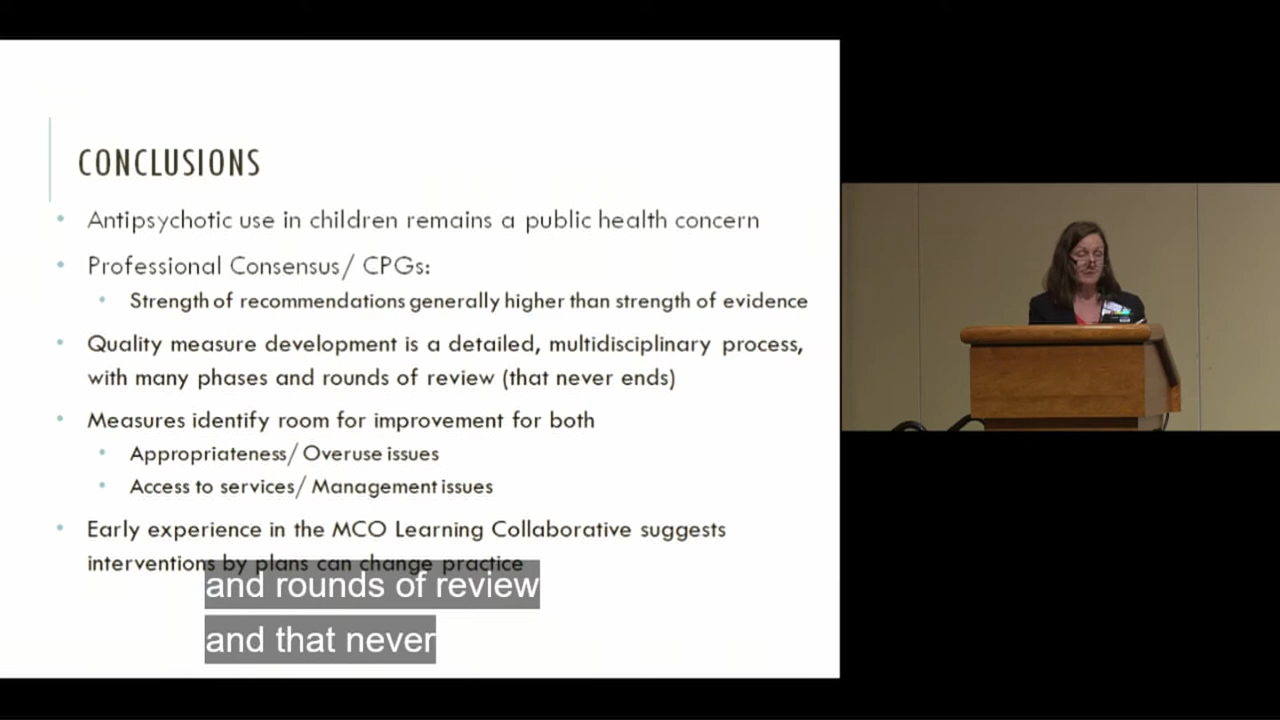 CONCLUSIONS
• Antipsychotic use in children remains a public health concern
• Professional Consensus/ CPGs:
• Strength of recommendations generally higher than strength of evidence
• Quality measure development is a detailed, multidisciplinary process,
with many phases and rounds of review (that never ends)
• Measures identify room for improvement for both
• Appropriateness/ Overuse issues
• Access to services/ Management issues
• Early experience in the MCO Learning Collaborative suggests
interventions by plans can change practice
and rounds of review
and that never